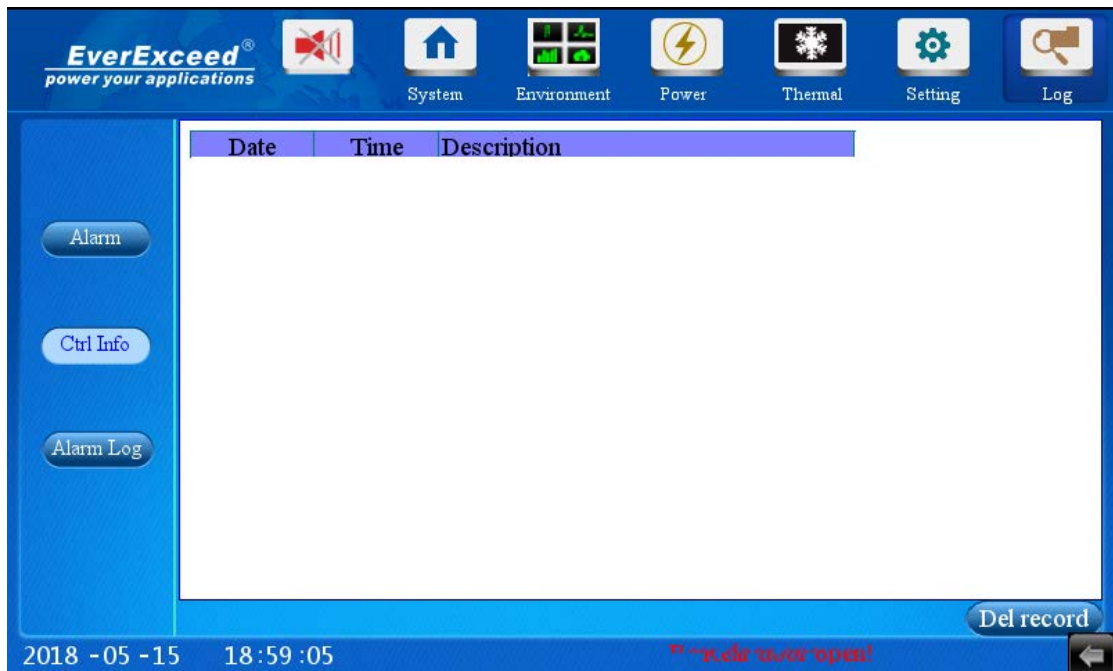 EverExceed®
power your applications
System
Environment
Power
Thermal
Setting
Log
Date Time Description
Alarm
Ctrl Info
Alarm Log
Del record
2018 -05 -15 18:59 :05
open!